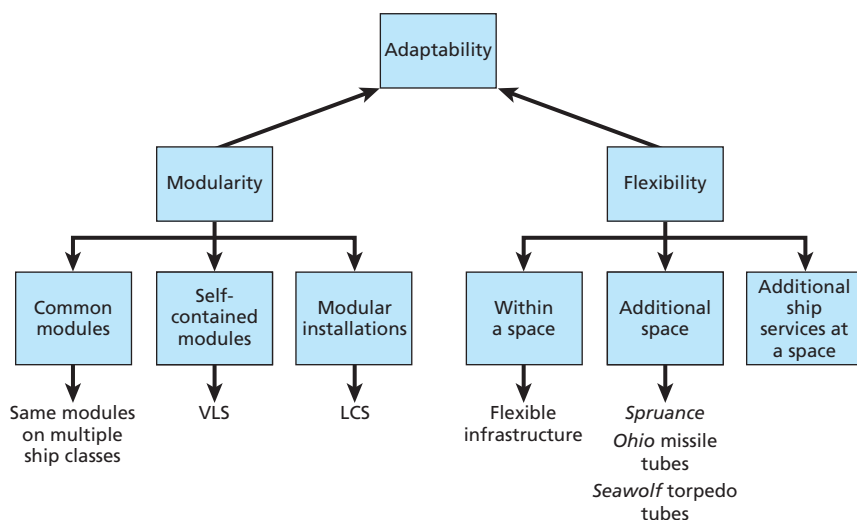 Adaptability
Modularity
Flexibility
Common
modules
Self-
contained
modules
Modular
installations
Within
a space
Additional
space
Additional
ship
services at
a space
Same modules
on multiple
ship classes
VLS
LCS
Flexible
infrastructure
Spruance
Ohio missile
tubes
Seawolf torpedo
tubes